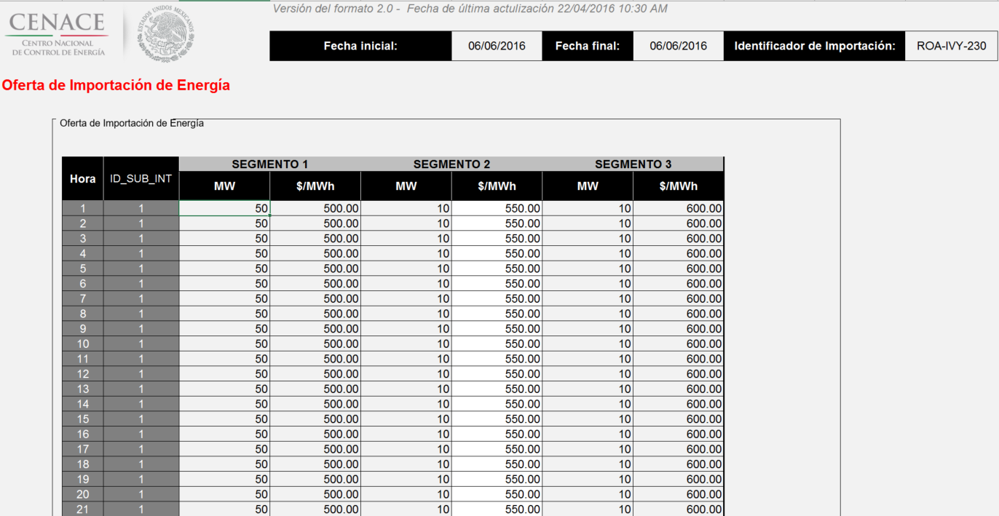 Versión del formato 2.0 - Fecha de última actulización 22/04/2016 10:30 AM
CENACE
CENTRO NACIONAL
DE CONTROL DE ENERGÍA
ESTADOS UNIDOS MEXICANOS
Fecha inicial: 06/06/2016 Fecha final: 06/06/2016 Identificador de Importación: ROA-IVY-230
Oferta de Importación de Energía
Oferta de Importación de Energía
SEGMENTO 1 SEGMENTO 2 SEGMENTO 3
Hora ID_SUB_INT MW $/MWh MW $/MWh MW $/MWh
1 1 50 500.00 10 550.00 10 600.00
2 1 50 500.00 10 550.00 10 600.00
3 1 50 500.00 10 550.00 10 600.00
4 1 50 500.00 10 550.00 10 600.00
5 1 50 500.00 10 550.00 10 600.00
6 1 50 500.00 10 550.00 10 600.00
7 1 50 500.00 10 550.00 10 600.00
8 1 50 500.00 10 550.00 10 600.00
9 1 50 500.00 10 550.00 10 600.00
10 1 50 500.00 10 550.00 10 600.00
11 1 50 500.00 10 550.00 10 600.00
12 1 50 500.00 10 550.00 10 600.00
13 1 50 500.00 10 550.00 10 600.00
14 1 50 500.00 10 550.00 10 600.00
15 1 50 500.00 10 550.00 10 600.00
16 1 50 500.00 10 550.00 10 600.00
17 1 50 500.00 10 550.00 10 600.00
18 1 50 500.00 10 550.00 10 600.00
19 1 50 500.00 10 550.00 10 600.00
20 1 50 500.00 10 550.00 10 600.00
21 1 50 500.00 10 550.00 10 600.00